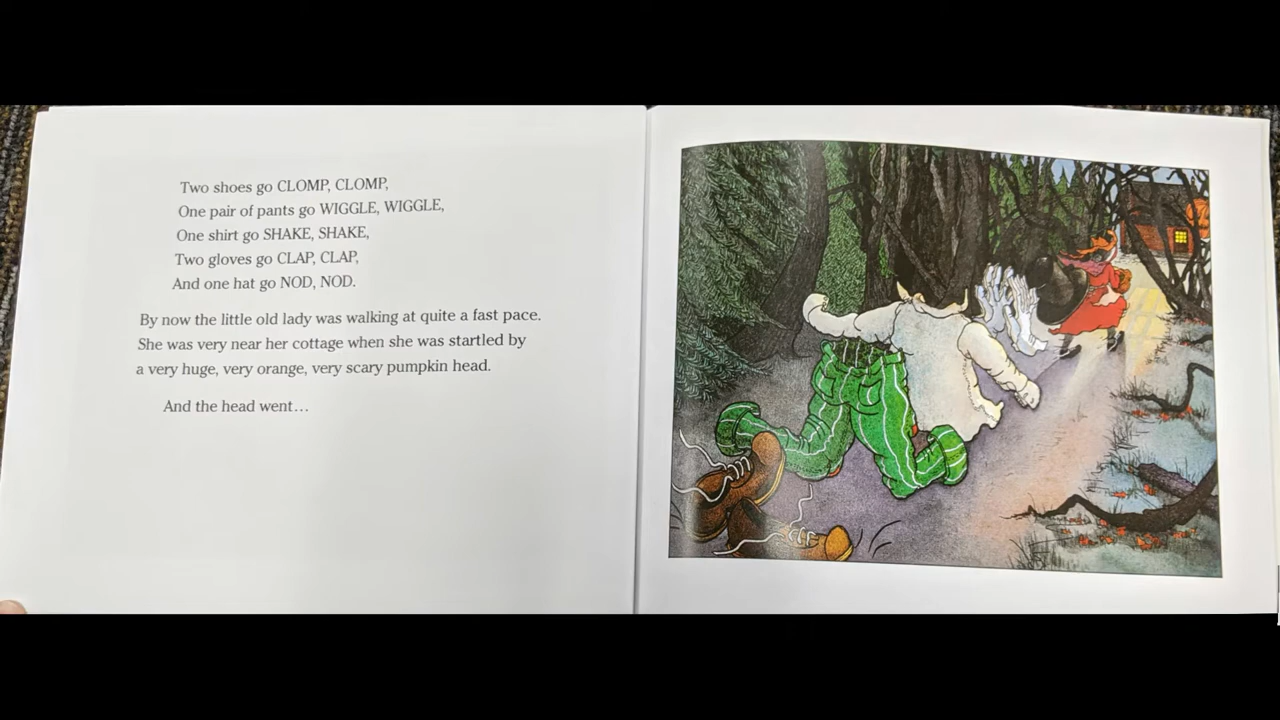 Two shoes go CLOMP, CLOMP,
One pair of pants go WIGGLE, WIGGLE,
One shirt go SHAKE, SHAKE,
Two gloves go CLAP, CLAP,
And one hat go NOD, NOD.
By now the little old lady was walking at quite a fast pace.
She was very near her cottage when she was startled by
a very huge, very orange, very scary pumpkin head.
And the head went…